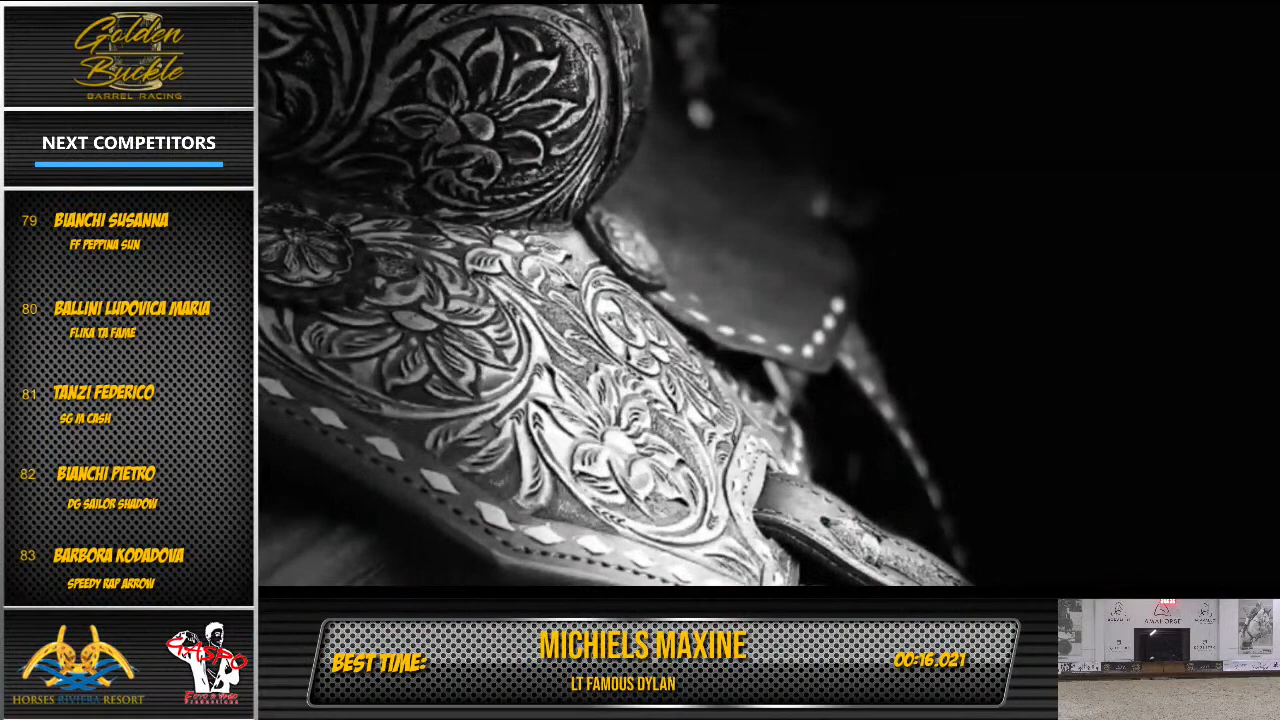 Golden
Buckle
BARREL RACING
NEXT COMPETITORS
79 BIANCHI SUSANNA
FF PEPPINA SUN
80 BALLINI LUDOVICA MARIA
FLIKA TA FAME
81 TANZI FEDERICO
SG M CASH
82 BIANCHI PIETRO
DG SAILOR SHADOW
83 BARBORA KODADOVA
SPEEDY RAP ARROW
HORSES RIVIERA RESORT
GASPO
BEST TIME:
MICHIELS MAXINE
00:16.021
LT FAMOUS DYLAN